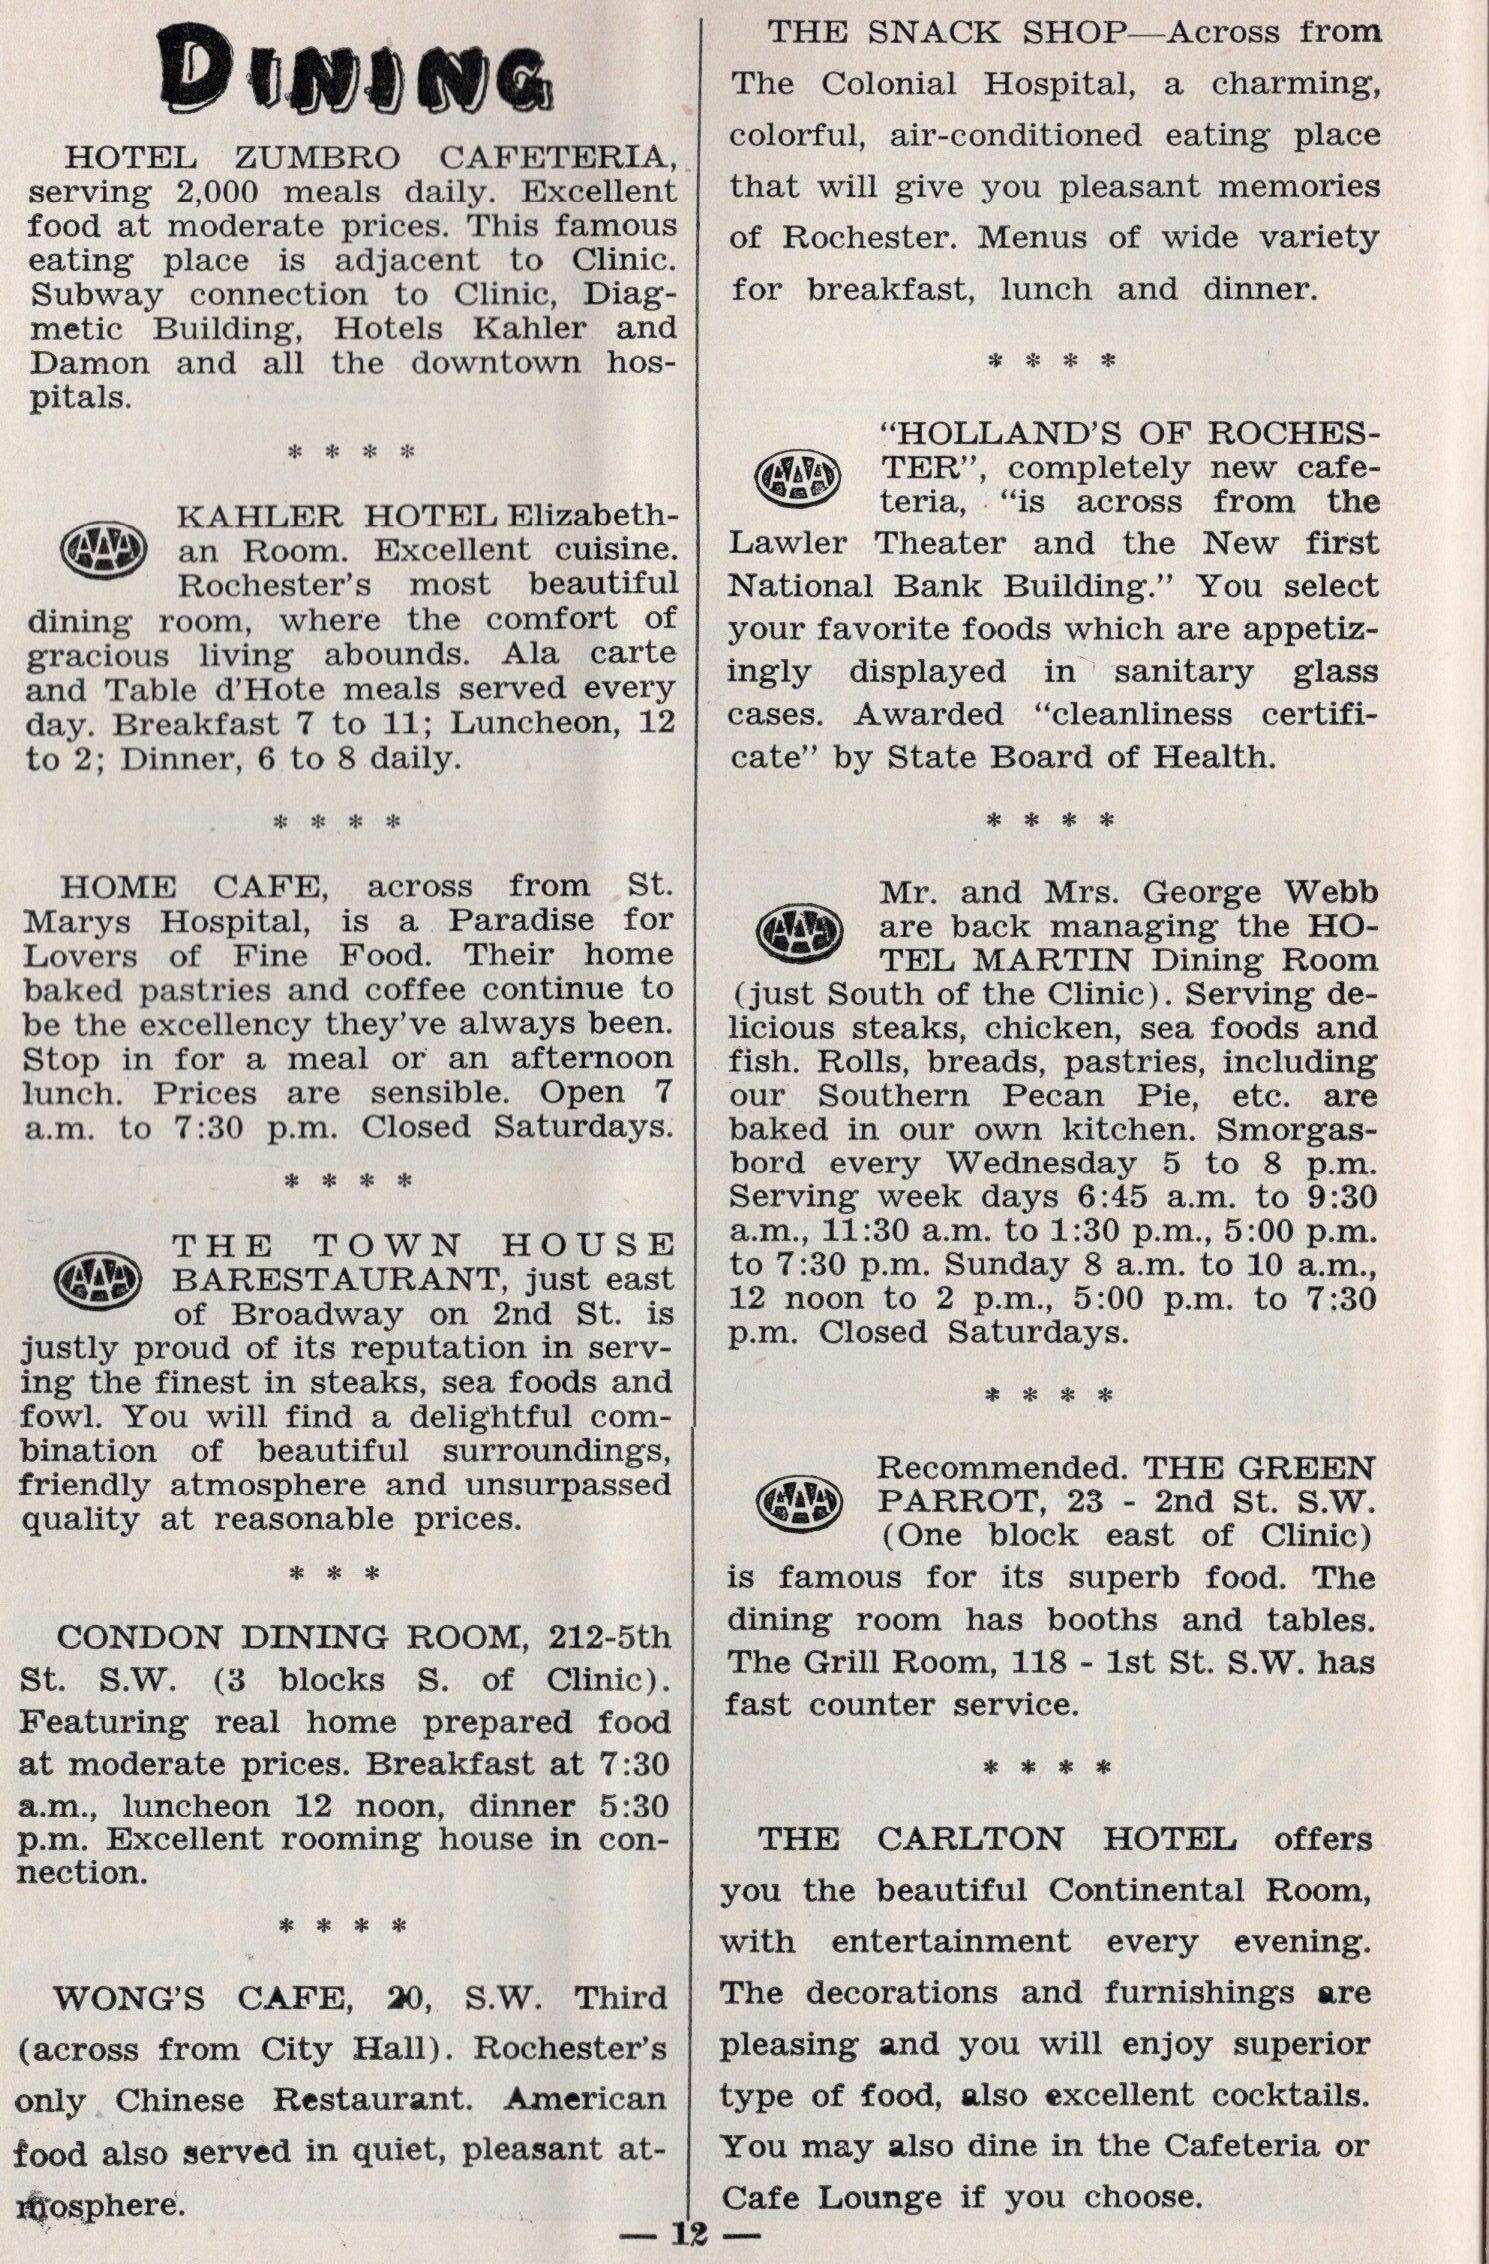 DINING
HOTEL ZUMBRO CAFETERIA,
serving 2,000 meals daily. Excellent
food at moderate prices. This famous
eating place is adjacent to Clinic.
Subway connection to Clinic, Diag-
metic Building, Hotels Kahler and
Damon and all the downtown hos-
pitals.
* * * *
KAHLER HOTEL Elizabeth-
an Room. Excellent cuisine.
Rochester's most beautiful
dining room, where the comfort of
gracious living abounds. Ala carte
and Table d'Hote meals served every
day. Breakfast 7 to 11; Luncheon, 12
to 2; Dinner, 6 to 8 daily.
* * * *
HOME CAFE, across from St.
Marys Hospital, is a Paradise for
Lovers of Fine Food. Their home
baked pastries and coffee continue to
be the excellency they've always been.
Stop in for a meal or an afternoon
lunch. Prices are sensible. Open 7
a.m. to 7:30 p.m. Closed Saturdays.
* * * *
THE TOWN HOUSE
BARESTAURANT, just east
of Broadway on 2nd St. is
justly proud of its reputation in serv-
ing the finest in steaks, sea foods and
fowl. You will find a delightful com-
bination of beautiful surroundings,
friendly atmosphere and unsurpassed
quality at reasonable prices.
* * *
CONDON DINING ROOM, 212-5th
St. S.W. (3 blocks S. of Clinic).
Featuring real home prepared food
at moderate prices. Breakfast at 7:30
a.m., luncheon 12 noon, dinner 5:30
p.m. Excellent rooming house in con-
nection.
* * * *
WONG'S CAFE, 20, S.W. Third
(across from City Hall). Rochester's
only Chinese Restaurant. American
food also served in quiet, pleasant at-
mosphere.
THE SNACK SHOP—Across from
The Colonial Hospital, a charming,
colorful, air-conditioned eating place
that will give you pleasant memories
of Rochester. Menus of wide variety
for breakfast, lunch and dinner.
* * * *
AAA
"HOLLAND'S OF ROCHES-
TER", completely new cafe-
teria, "is across from the
Lawler Theater and the New first
National Bank Building." You select
your favorite foods which are appetiz-
ingly displayed in sanitary glass
cases. Awarded "cleanliness certifi-
cate" by State Board of Health.
* * * *
Mr. and Mrs. George Webb
are back managing the HO-
TEL MARTIN Dining Room
(just South of the Clinic). Serving de-
licious steaks, chicken, sea foods and
fish. Rolls, breads, pastries, including
our Southern Pecan Pie, etc. are
baked in our own kitchen. Smorgas-
bord every Wednesday 5 to 8 p.m.
Serving week days 6:45 a.m. to 9:30
a.m., 11:30 a.m. to 1:30 p.m., 5:00 p.m.
to 7:30 p.m. Sunday 8 a.m. to 10 a.m.,
12 noon to 2 p.m., 5:00 p.m. to 7:30
p.m. Closed Saturdays.
* * * *
Recommended. THE GREEN
PARROT, 23 - 2nd St. S.W.
(One block east of Clinic)
is famous for its superb food. The
dining room has booths and tables.
The Grill Room, 118 - 1st St. S.W. has
fast counter service.
* * * *
THE CARLTON HOTEL offers
you the beautiful Continental Room,
with entertainment every evening.
The decorations and furnishings are
pleasing and you will enjoy superior
type of food, also excellent cocktails.
You may also dine in the Cafeteria or
Cafe Lounge if you choose.
— 12 —